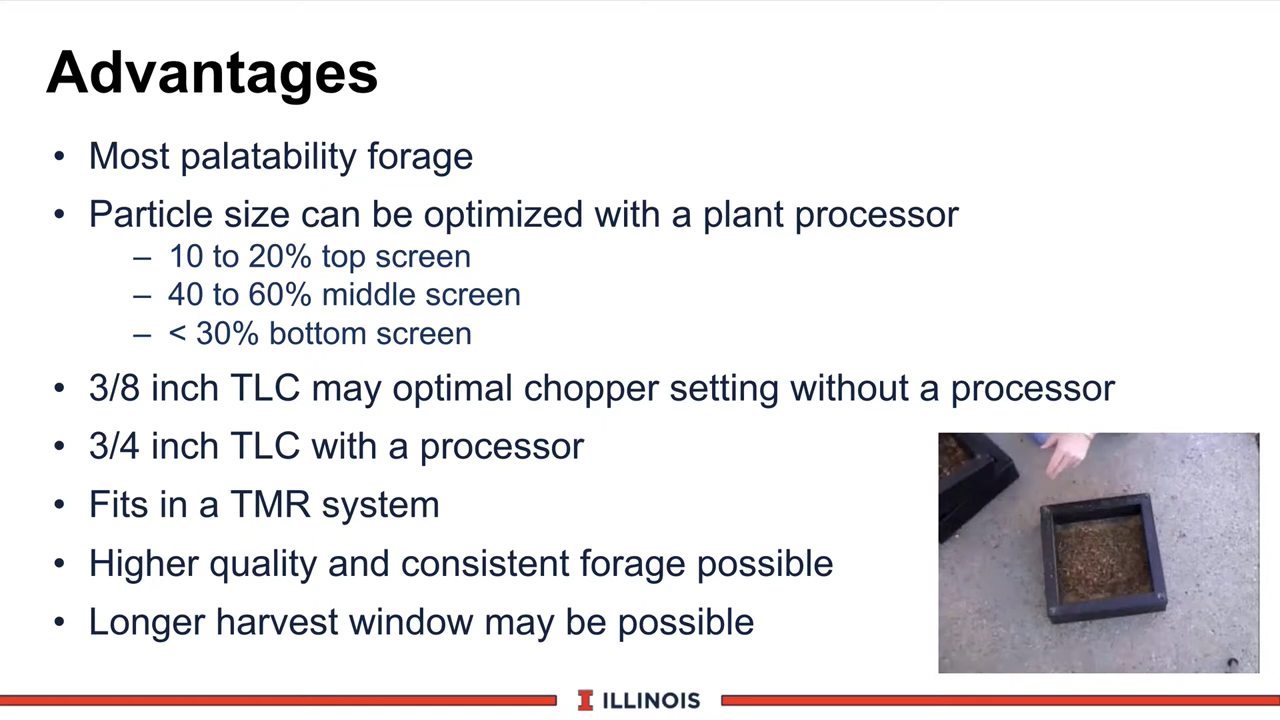 Advantages
• Most palatability forage
• Particle size can be optimized with a plant processor
– 10 to 20% top screen
– 40 to 60% middle screen
– < 30% bottom screen
• 3/8 inch TLC may optimal chopper setting without a processor
• 3/4 inch TLC with a processor
• Fits in a TMR system
• Higher quality and consistent forage possible
• Longer harvest window may be possible
I ILLINOIS